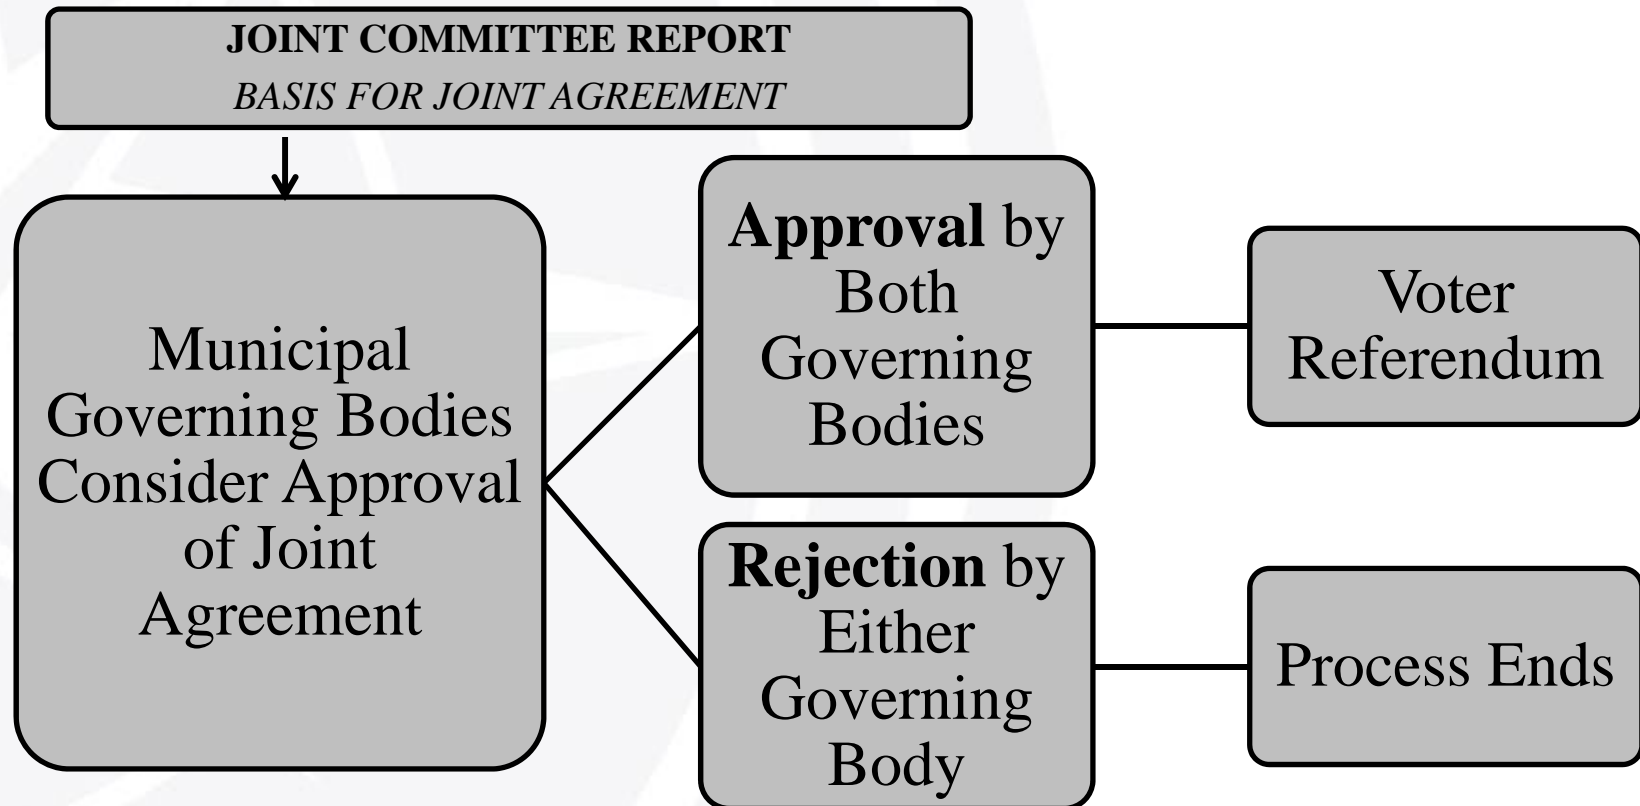 JOINT COMMITTEE REPORT
BASIS FOR JOINT AGREEMENT
Municipal
Governing Bodies
Consider Approval
of Joint
Agreement
Approval by
Both
Governing
Bodies
Voter
Referendum
Rejection by
Either
Governing
Body
Process Ends